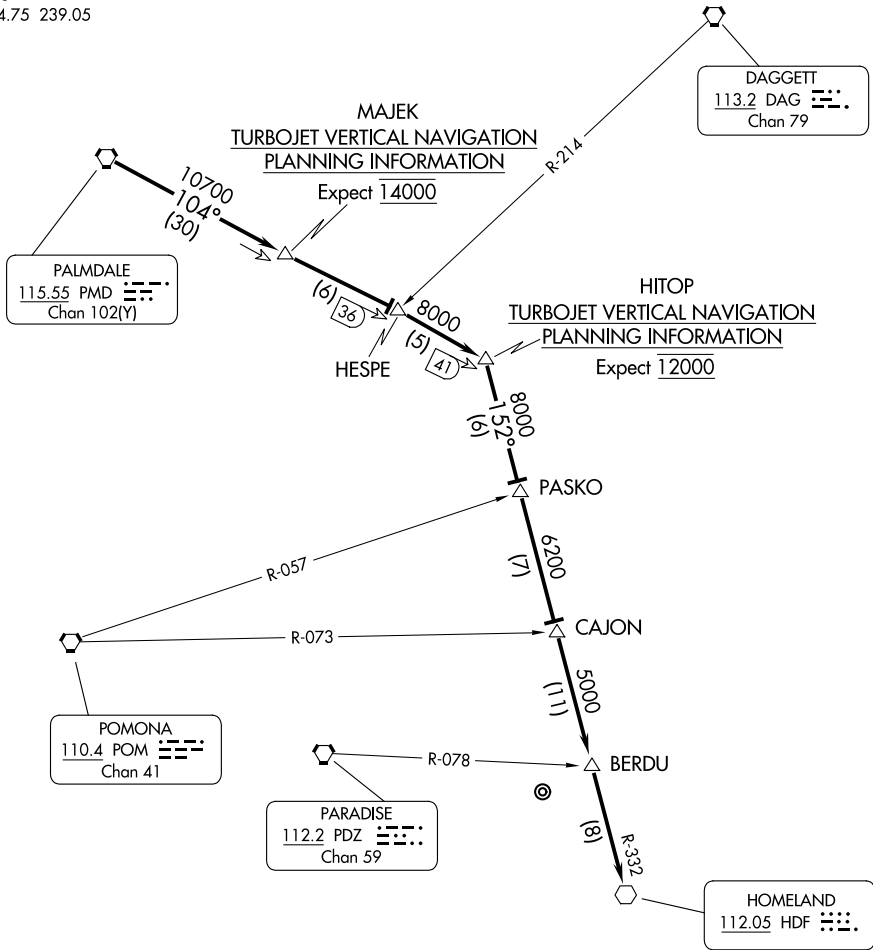 4.75 239.05
DAGGETT
113.2 DAG
Chan 79
MAJEK
TURBOJET VERTICAL NAVIGATION
PLANNING INFORMATION
Expect 14000
R-214
10700
104°
(30)
PALMDALE
115.55 PMD
Chan 102(Y)
(6)
36
HESPE
8000
(5)
41
HITOP
TURBOJET VERTICAL NAVIGATION
PLANNING INFORMATION
Expect 12000
8000
152°
(6)
PASKO
R-057
6200
(7)
R-073
CAJON
5000
(11)
POMONA
110.4 POM
Chan 41
R-078
BERDU
PARADISE
112.2 PDZ
Chan 59
(8)
R-332
HOMELAND
112.05 HDF